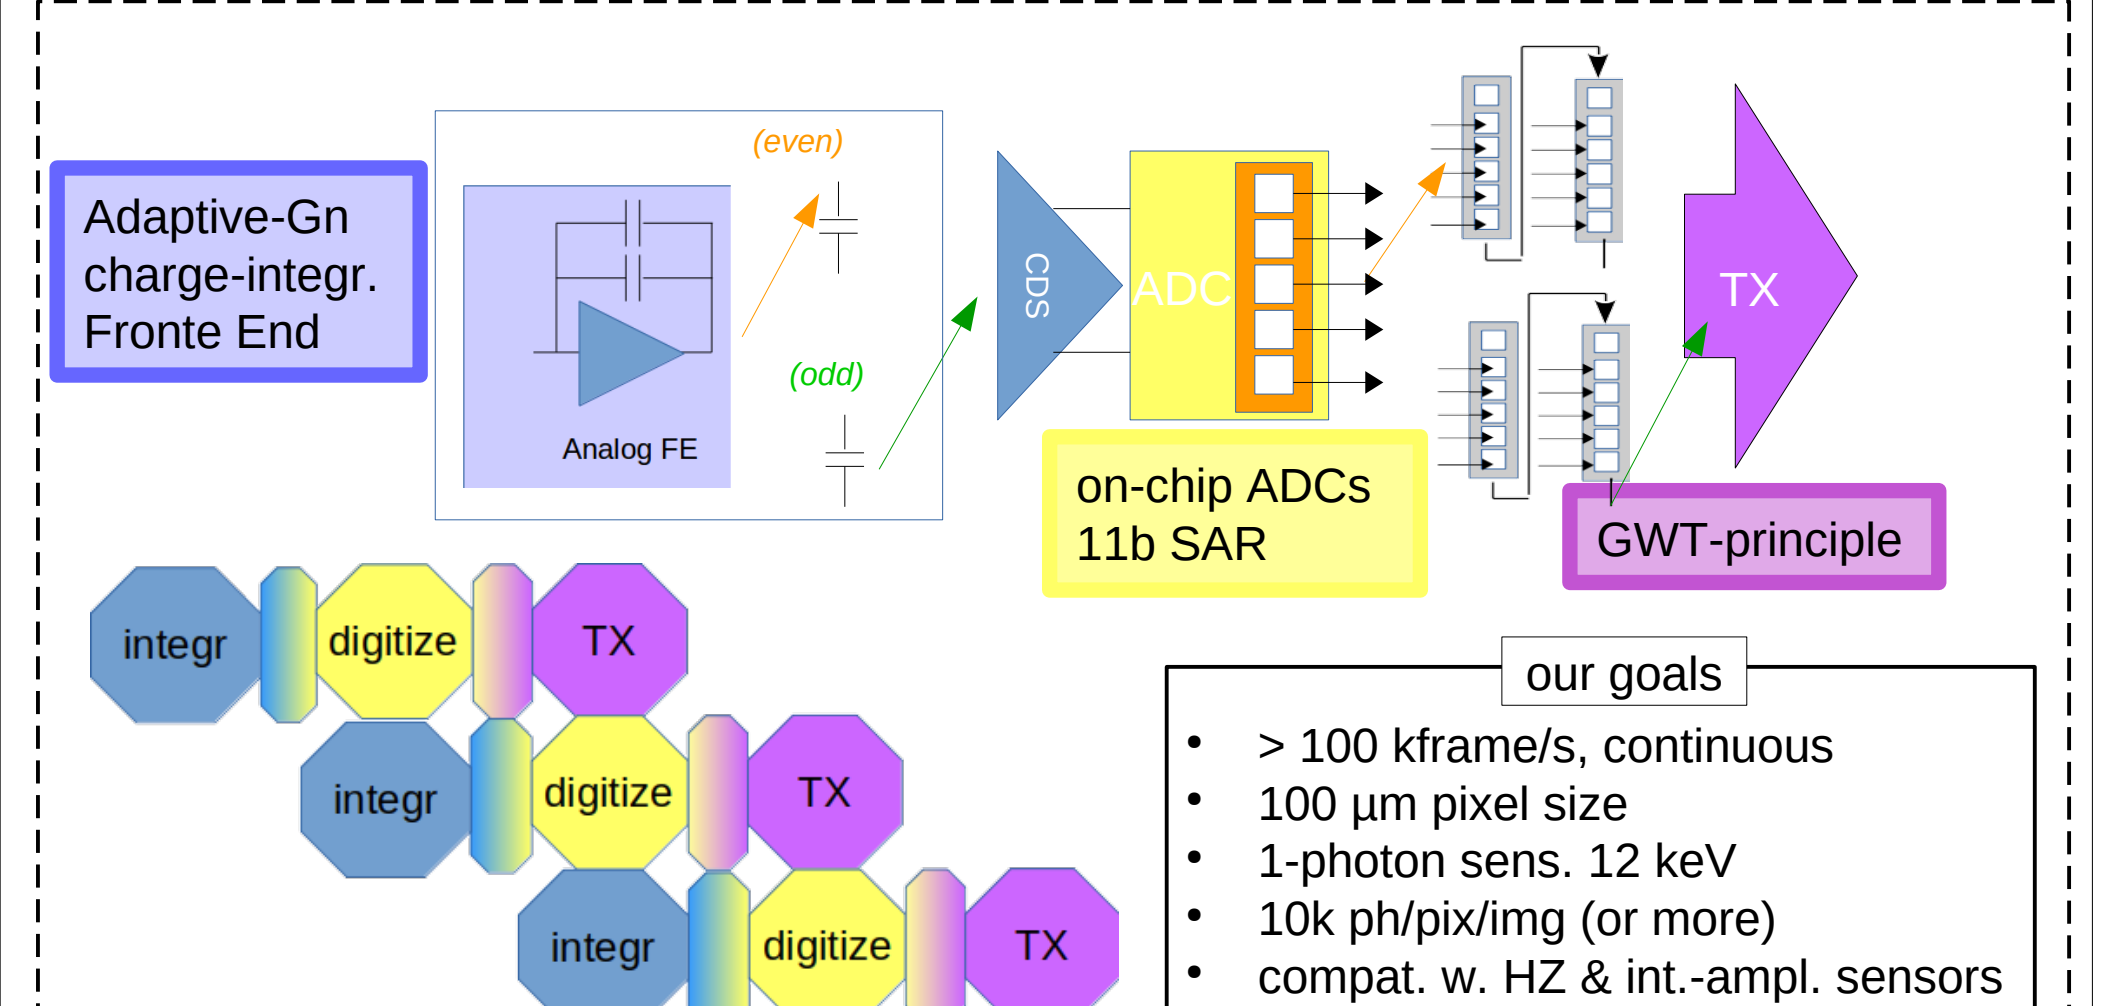 (even)
Adaptive-Gn
charge-integr.
Fronte End
CDS
ADC
TX
(odd)
Analog FE
on-chip ADCs
11b SAR
GWT-principle
integr
digitize
TX
integr
digitize
TX
integr
digitize
TX
our goals
• > 100 kframe/s, continuous
• 100 µm pixel size
• 1-photon sens. 12 keV
• 10k ph/pix/img (or more)
• compat. w. HZ & int.-ampl. sensors